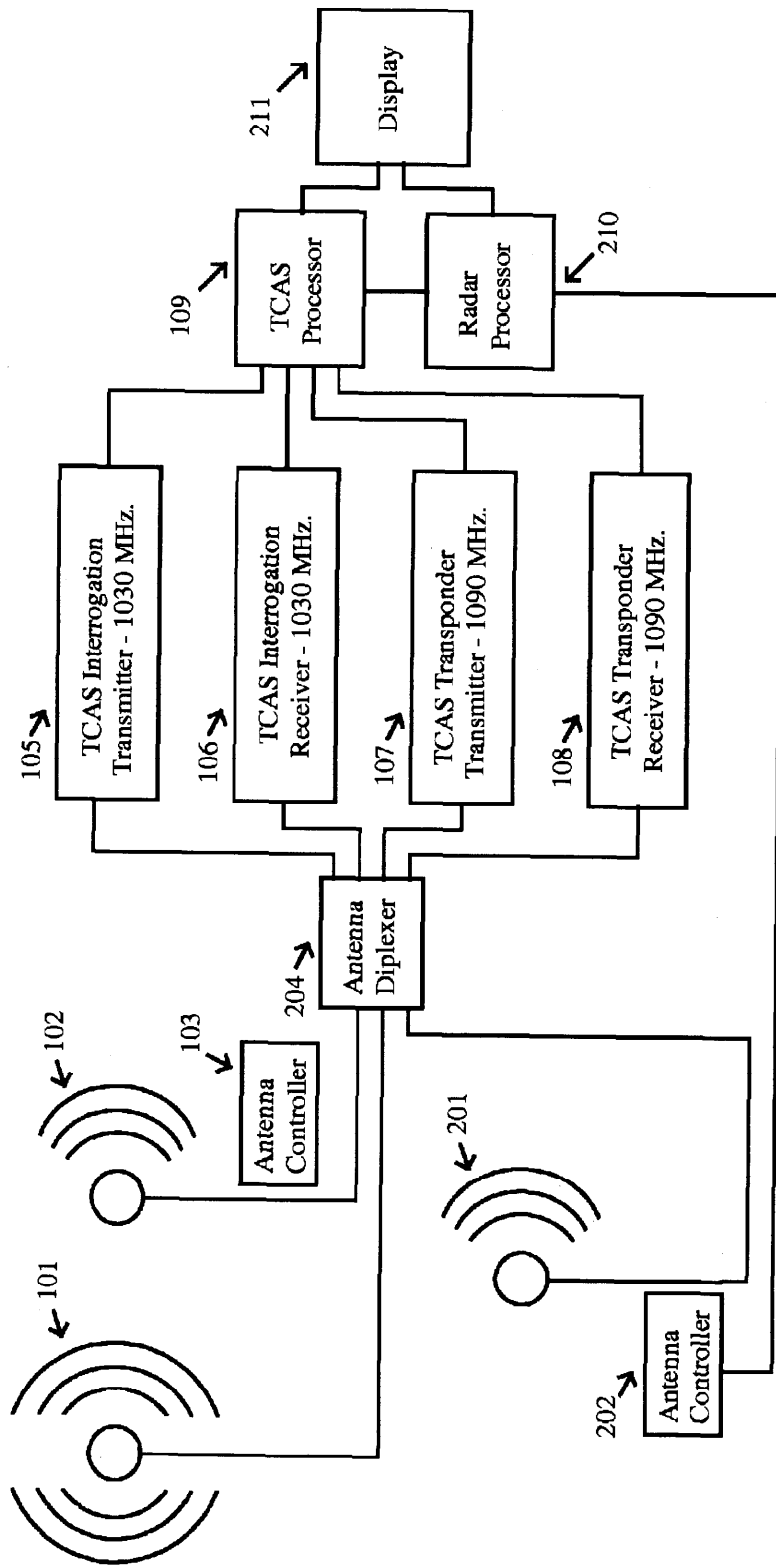 101
102
103
Antenna
Controller
201
202
Antenna
Controller
204
Antenna
Diplexer
105
TCAS Interrogation
Transmitter - 1030 MHz.
106
TCAS Interrogation
Receiver - 1030 MHz.
107
TCAS Transponder
Transmitter - 1090 MHz.
108
TCAS Transponder
Receiver - 1090 MHz.
109
TCAS
Processor
Radar
Processor
210
211
Display